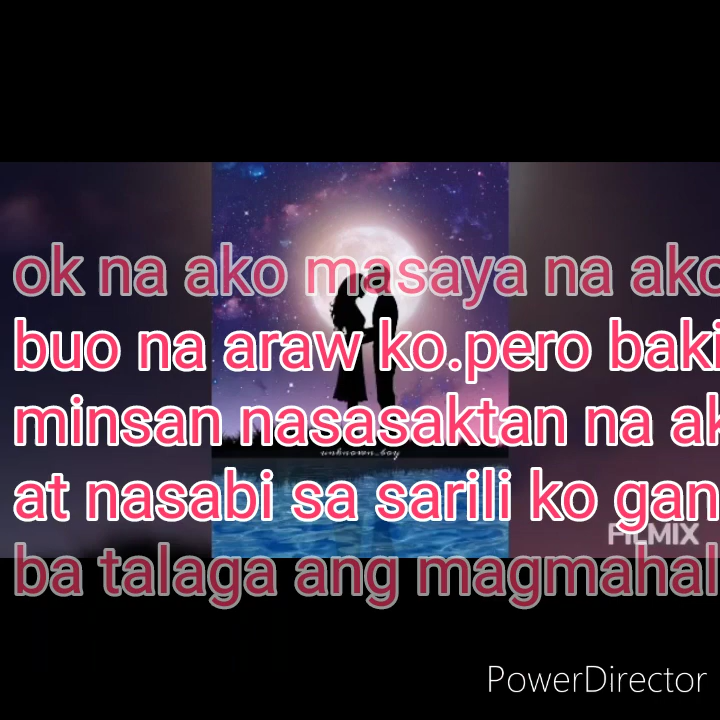 ok na ako masaya na ako
buo na araw ko.pero baki
minsan nasasaktan na ak
at nasabi sa sarili ko gan
ba talaga ang magmahal
unknown_boy
FILMIX
PowerDirector